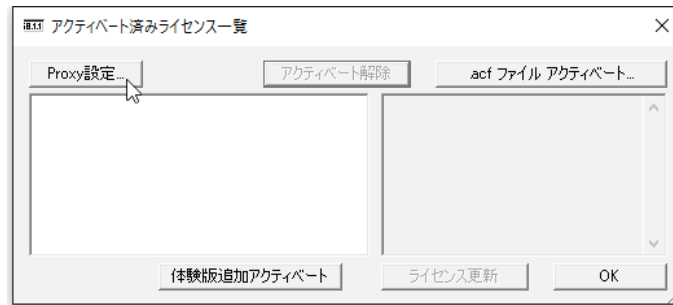 i8.1.1 アクティベート済みライセンス一覧
Proxy設定...
アクティベート解除
.acf ファイル アクティベート...
体験版追加アクティベート
ライセンス更新
OK